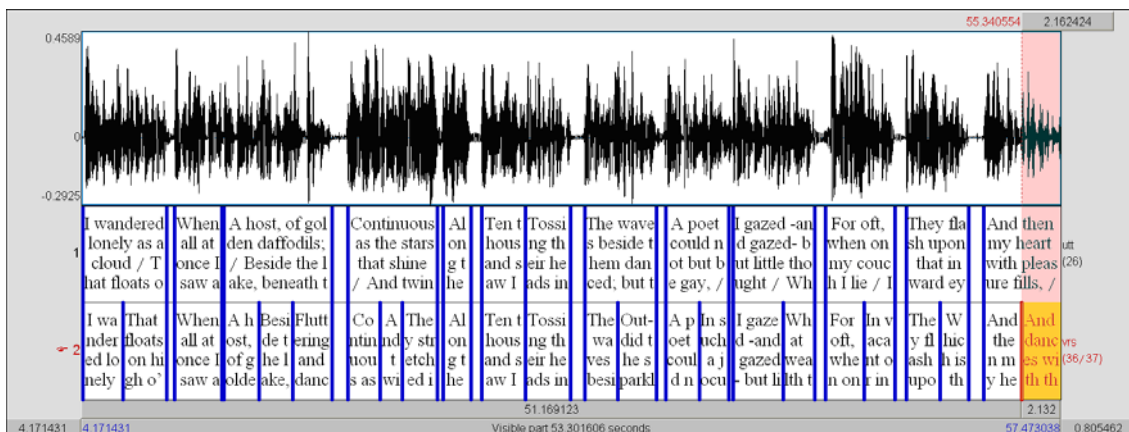 55.340554 2.162424
0.4589
0
-0.2925
I wandered When A host, of gol Continuous Al Ten t Tossi The wave A poet I gazed -an For oft, They fla And then
lonely as a all at den daffodils; as the stars on hous ng th s beside t could n d gazed- b when on sh upon my heart
cloud / T once I / Beside the l that shine g t and s eir he hem dan ot but b ut little tho my couc that in with pleas
hat floats o saw a ake, beneath t / And twin he aw I ads in ced; but t e gay, / ught / Wh h I lie / I ward ey ure fills, /
1
utt
(26)
I wa That When A h Besi Flutt Co A The Al Ten t Tossi The Out- A p In s I gaze Wh For In v The W And And
nder floats all at ost, de t ering ntin nd y str on hous ng th wa did t oet uch d -and at oft, aca y fl hic the danc
ed lo on hi once I of g he l and uou t etch g t and s eir he ves he s coul a j gazed wea whe nt o ash h is n m es wi
nely gh o' saw a olde ake, danc s as wi ed i he aw I ads in besi parkl d n ocu - but li lth t n on r in upo th y he th th
2
vrs
(36/37)
51.169123 2.132
4.171431 4.171431 Visible part 53.301606 seconds 57.473038 0.805462